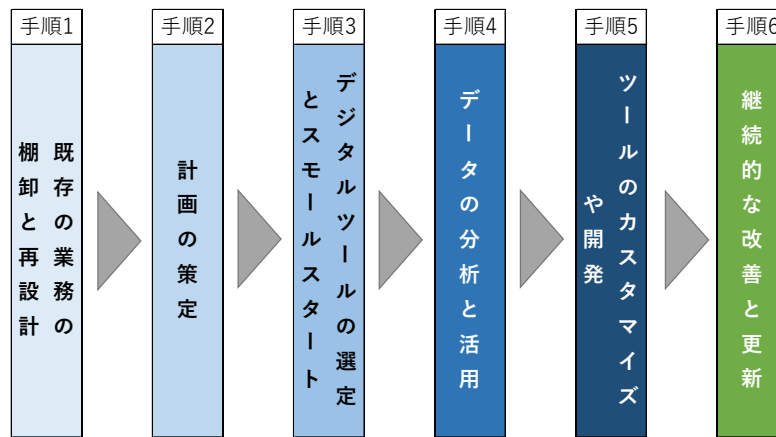 手順1
既存の業務の
棚卸と再設計
手順2
計画の策定
手順3
デジタルツールの選定
とスモールスタート
手順4
データの分析と活用
手順5
ツールのカスタマイズ
や開発
手順6
継続的な改善と更新